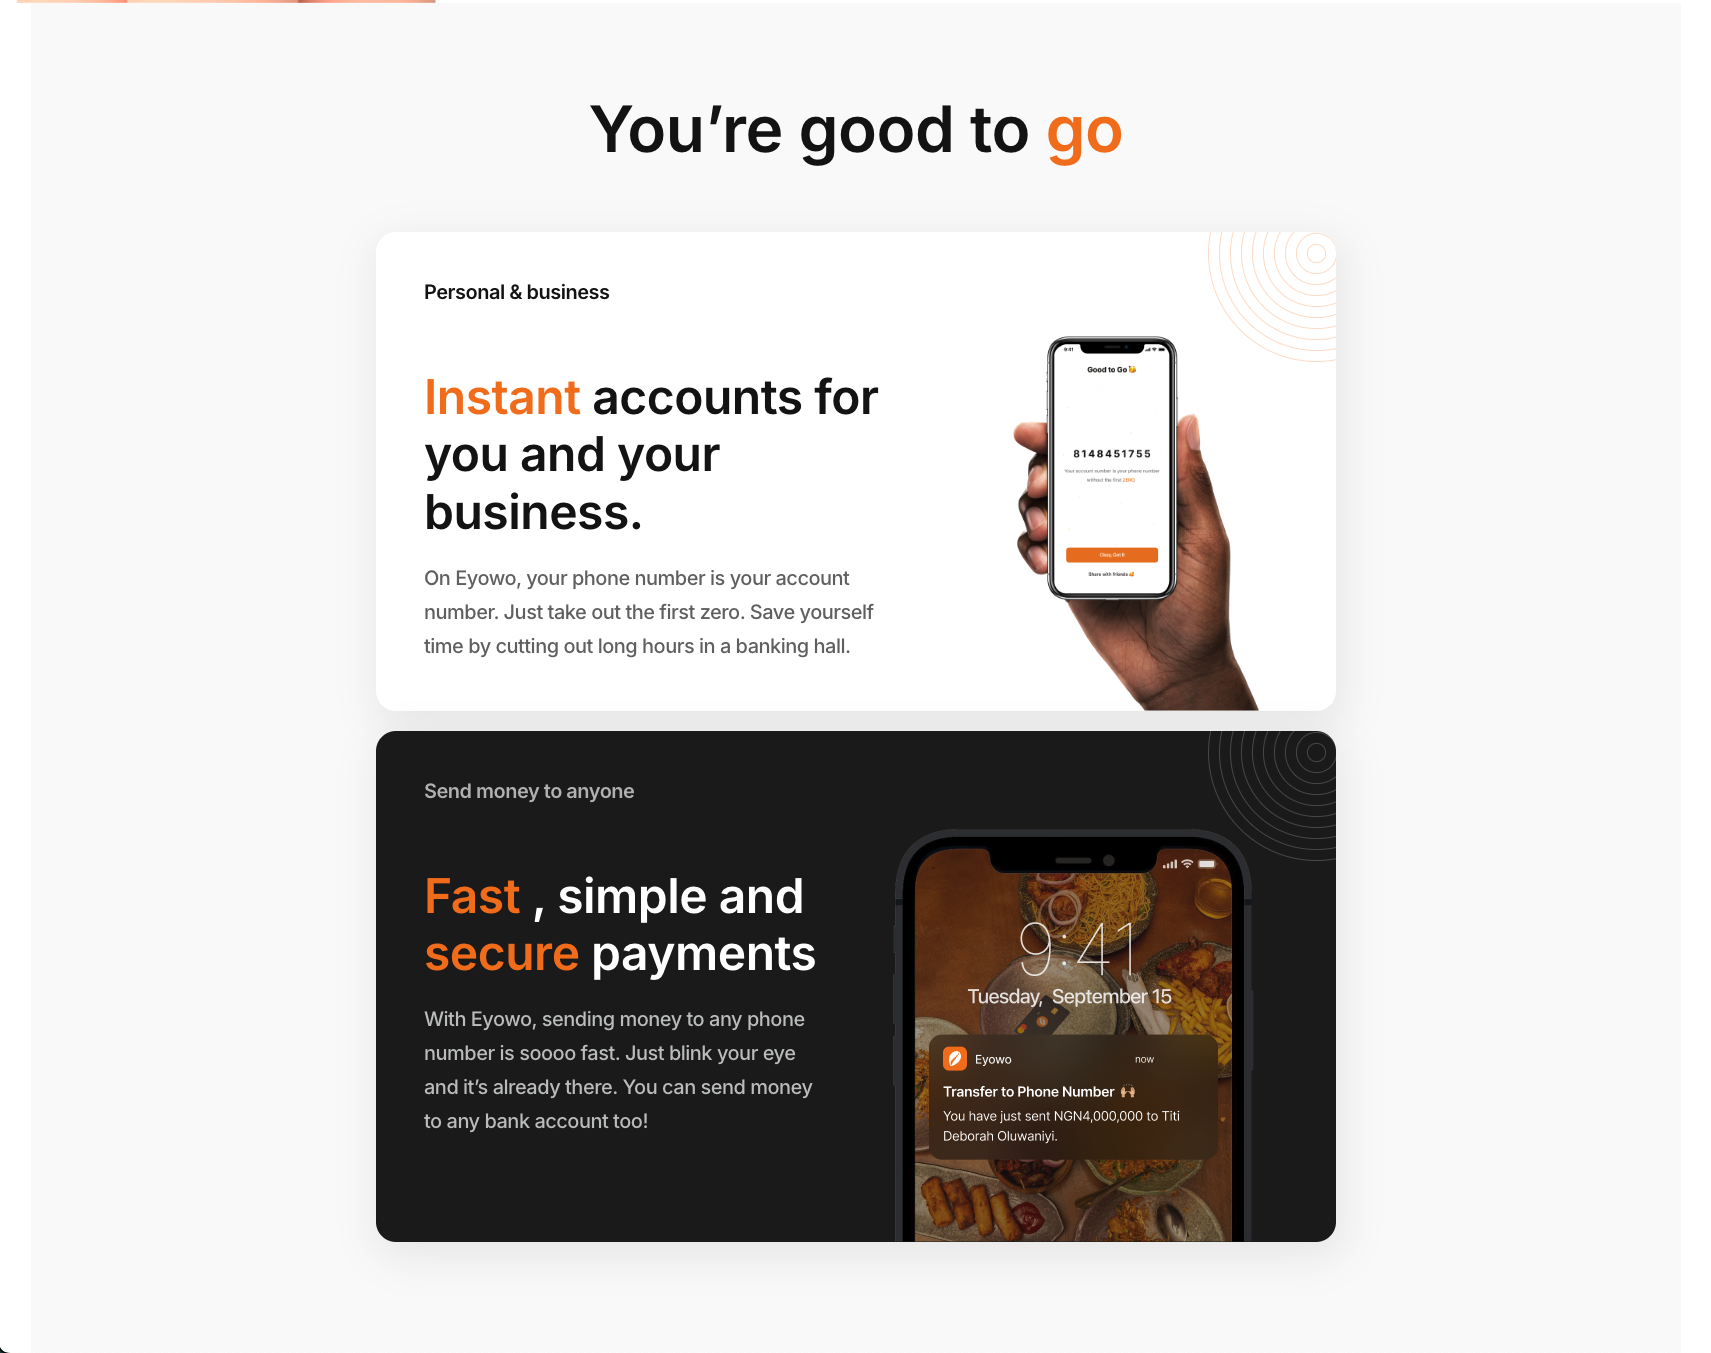 You’re good to go
Personal & business
Instant accounts for
you and your
business.
On Eyowo, your phone number is your account
number. Just take out the first zero. Save yourself
time by cutting out long hours in a banking hall.
9:41
Good to Go
8148451755
Your account number is your phone number
without the first ZERO
Okay, Got It
Share with friends
Send money to anyone
Fast , simple and
secure payments
With Eyowo, sending money to any phone
number is soooo fast. Just blink your eye
and it’s already there. You can send money
to any bank account too!
9:41
Tuesday, September 15
Eyowo now
Transfer to Phone Number 🙌🏽
You have just sent NGN4,000,000 to Titi
Deborah Oluwaniyi.